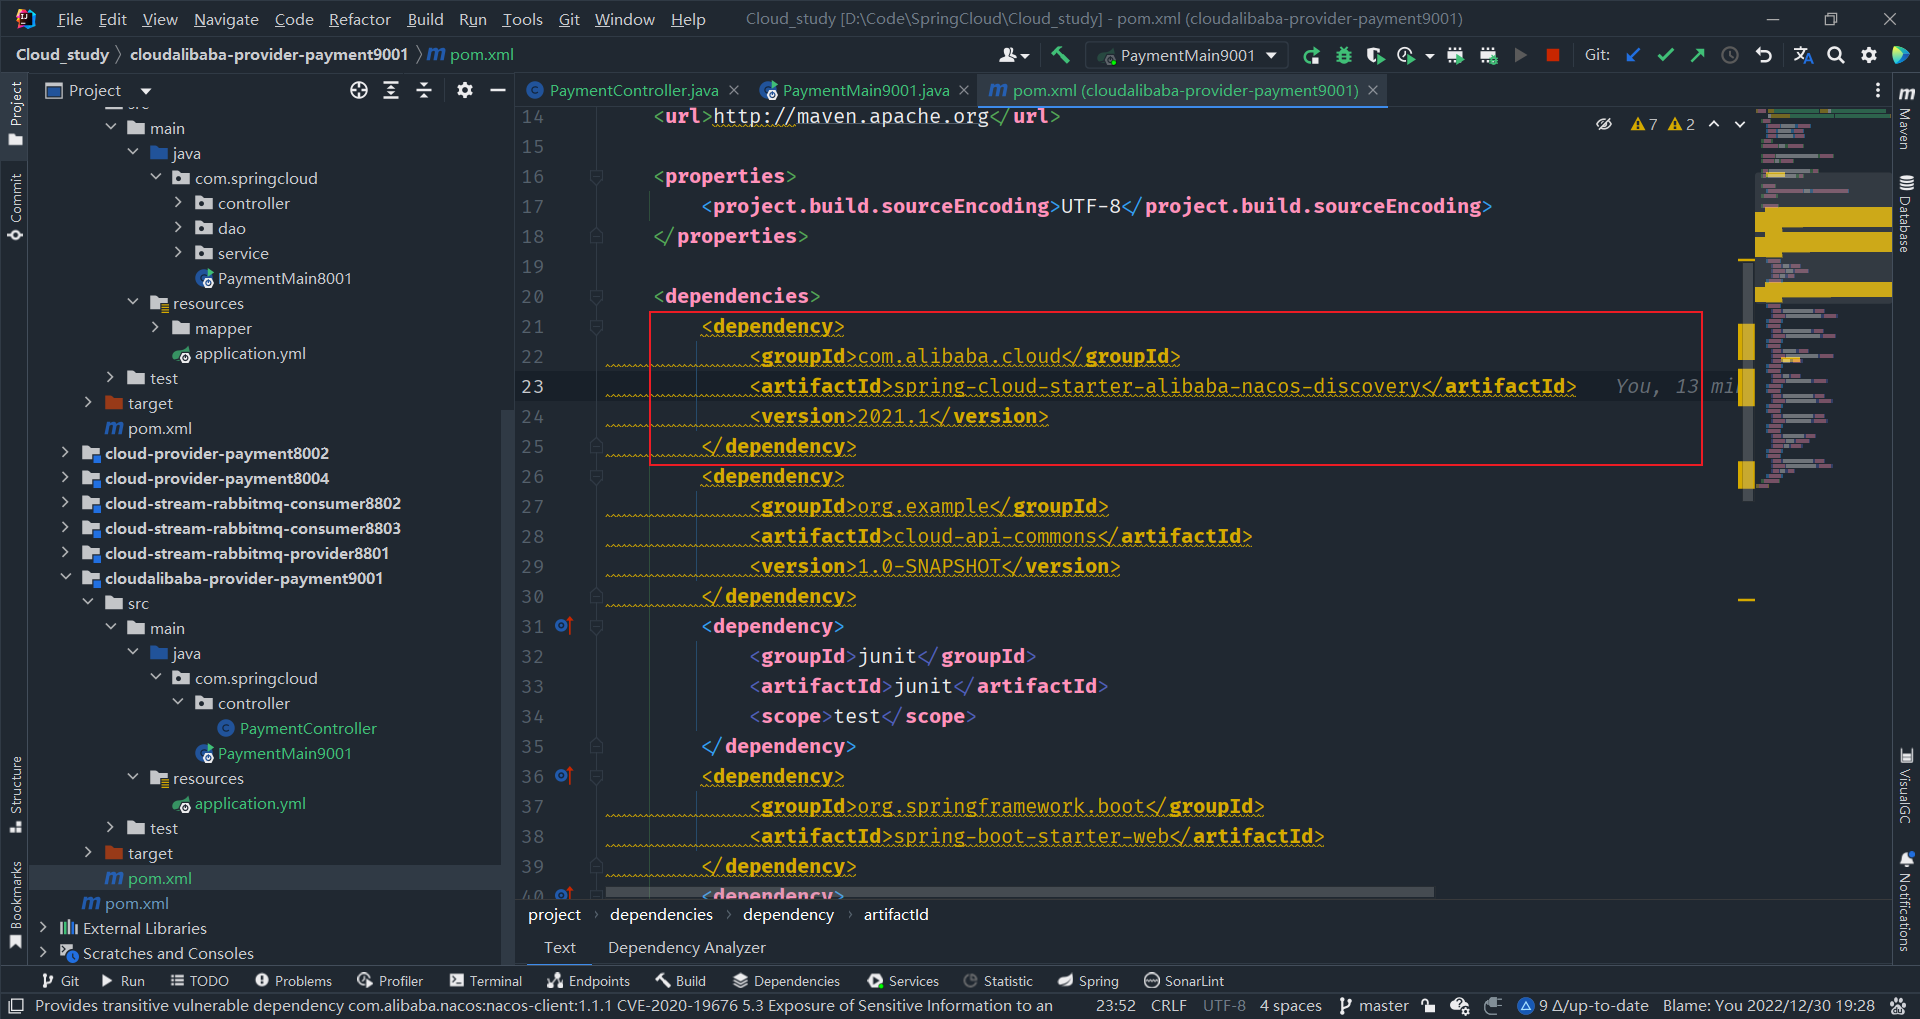 File Edit View Navigate Code Refactor Build Run Tools Git Window Help Cloud_study [D:\Code\SpringCloud\Cloud_study] - pom.xml (cloudalibaba-provider-payment9001)
Cloud_study cloudalibaba-provider-payment9001 pom.xml PaymentMain9001 Git:
Project PaymentController.java PaymentMain9001.java pom.xml (cloudalibaba-provider-payment9001)
src
main
java
com.springcloud
controller
dao
service
PaymentMain8001
resources
mapper
application.yml
test
target
pom.xml
cloud-provider-payment8002
cloud-provider-payment8004
cloud-stream-rabbitmq-consumer8802
cloud-stream-rabbitmq-consumer8803
cloud-stream-rabbitmq-provider8801
cloudalibaba-provider-payment9001
src
main
java
com.springcloud
controller
PaymentController
PaymentMain9001
resources
application.yml
test
target
pom.xml
pom.xml
External Libraries
Scratches and Consoles
Project
Commit
Structure
Bookmarks
7 2
14 <url>http://maven.apache.org</url>
15
16 <properties>
17 <project.build.sourceEncoding>UTF-8</project.build.sourceEncoding>
18 </properties>
19
20 <dependencies>
21 <dependency>
22 <groupId>com.alibaba.cloud</groupId>
23 <artifactId>spring-cloud-starter-alibaba-nacos-discovery</artifactId> You, 13 mi
24 <version>2021.1</version>
25 </dependency>
26 <dependency>
27 <groupId>org.example</groupId>
28 <artifactId>cloud-api-commons</artifactId>
29 <version>1.0-SNAPSHOT</version>
30 </dependency>
31 <dependency>
32 <groupId>junit</groupId>
33 <artifactId>junit</artifactId>
34 <scope>test</scope>
35 </dependency>
36 <dependency>
37 <groupId>org.springframework.boot</groupId>
38 <artifactId>spring-boot-starter-web</artifactId>
39 </dependency>
40 <dependency>
Maven
Database
VisualGC
Notifications
project dependencies dependency artifactId
Text Dependency Analyzer
Git Run TODO Problems Profiler Terminal Endpoints Build Dependencies Services Statistic Spring SonarLint
Provides transitive vulnerable dependency com.alibaba.nacos:nacos-client:1.1.1 CVE-2020-19676 5.3 Exposure of Sensitive Information to an 23:52 CRLF UTF-8 4 spaces master 9 Δ/up-to-date Blame: You 2022/12/30 19:28